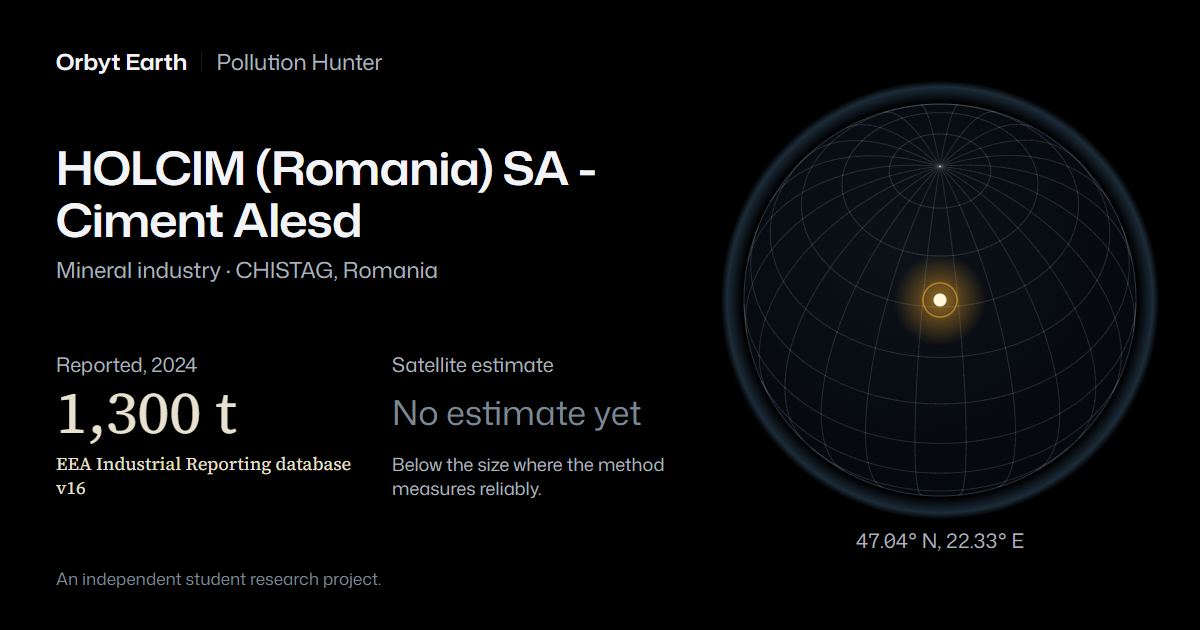 Orbyt Earth | Pollution Hunter
HOLCIM (Romania) SA -
Ciment Alesd
Mineral industry · CHISTAG, Romania
Reported, 2024
1,300 t
EEA Industrial Reporting database
v16
Satellite estimate
No estimate yet
Below the size where the method
measures reliably.
47.04° N, 22.33° E
An independent student research project.